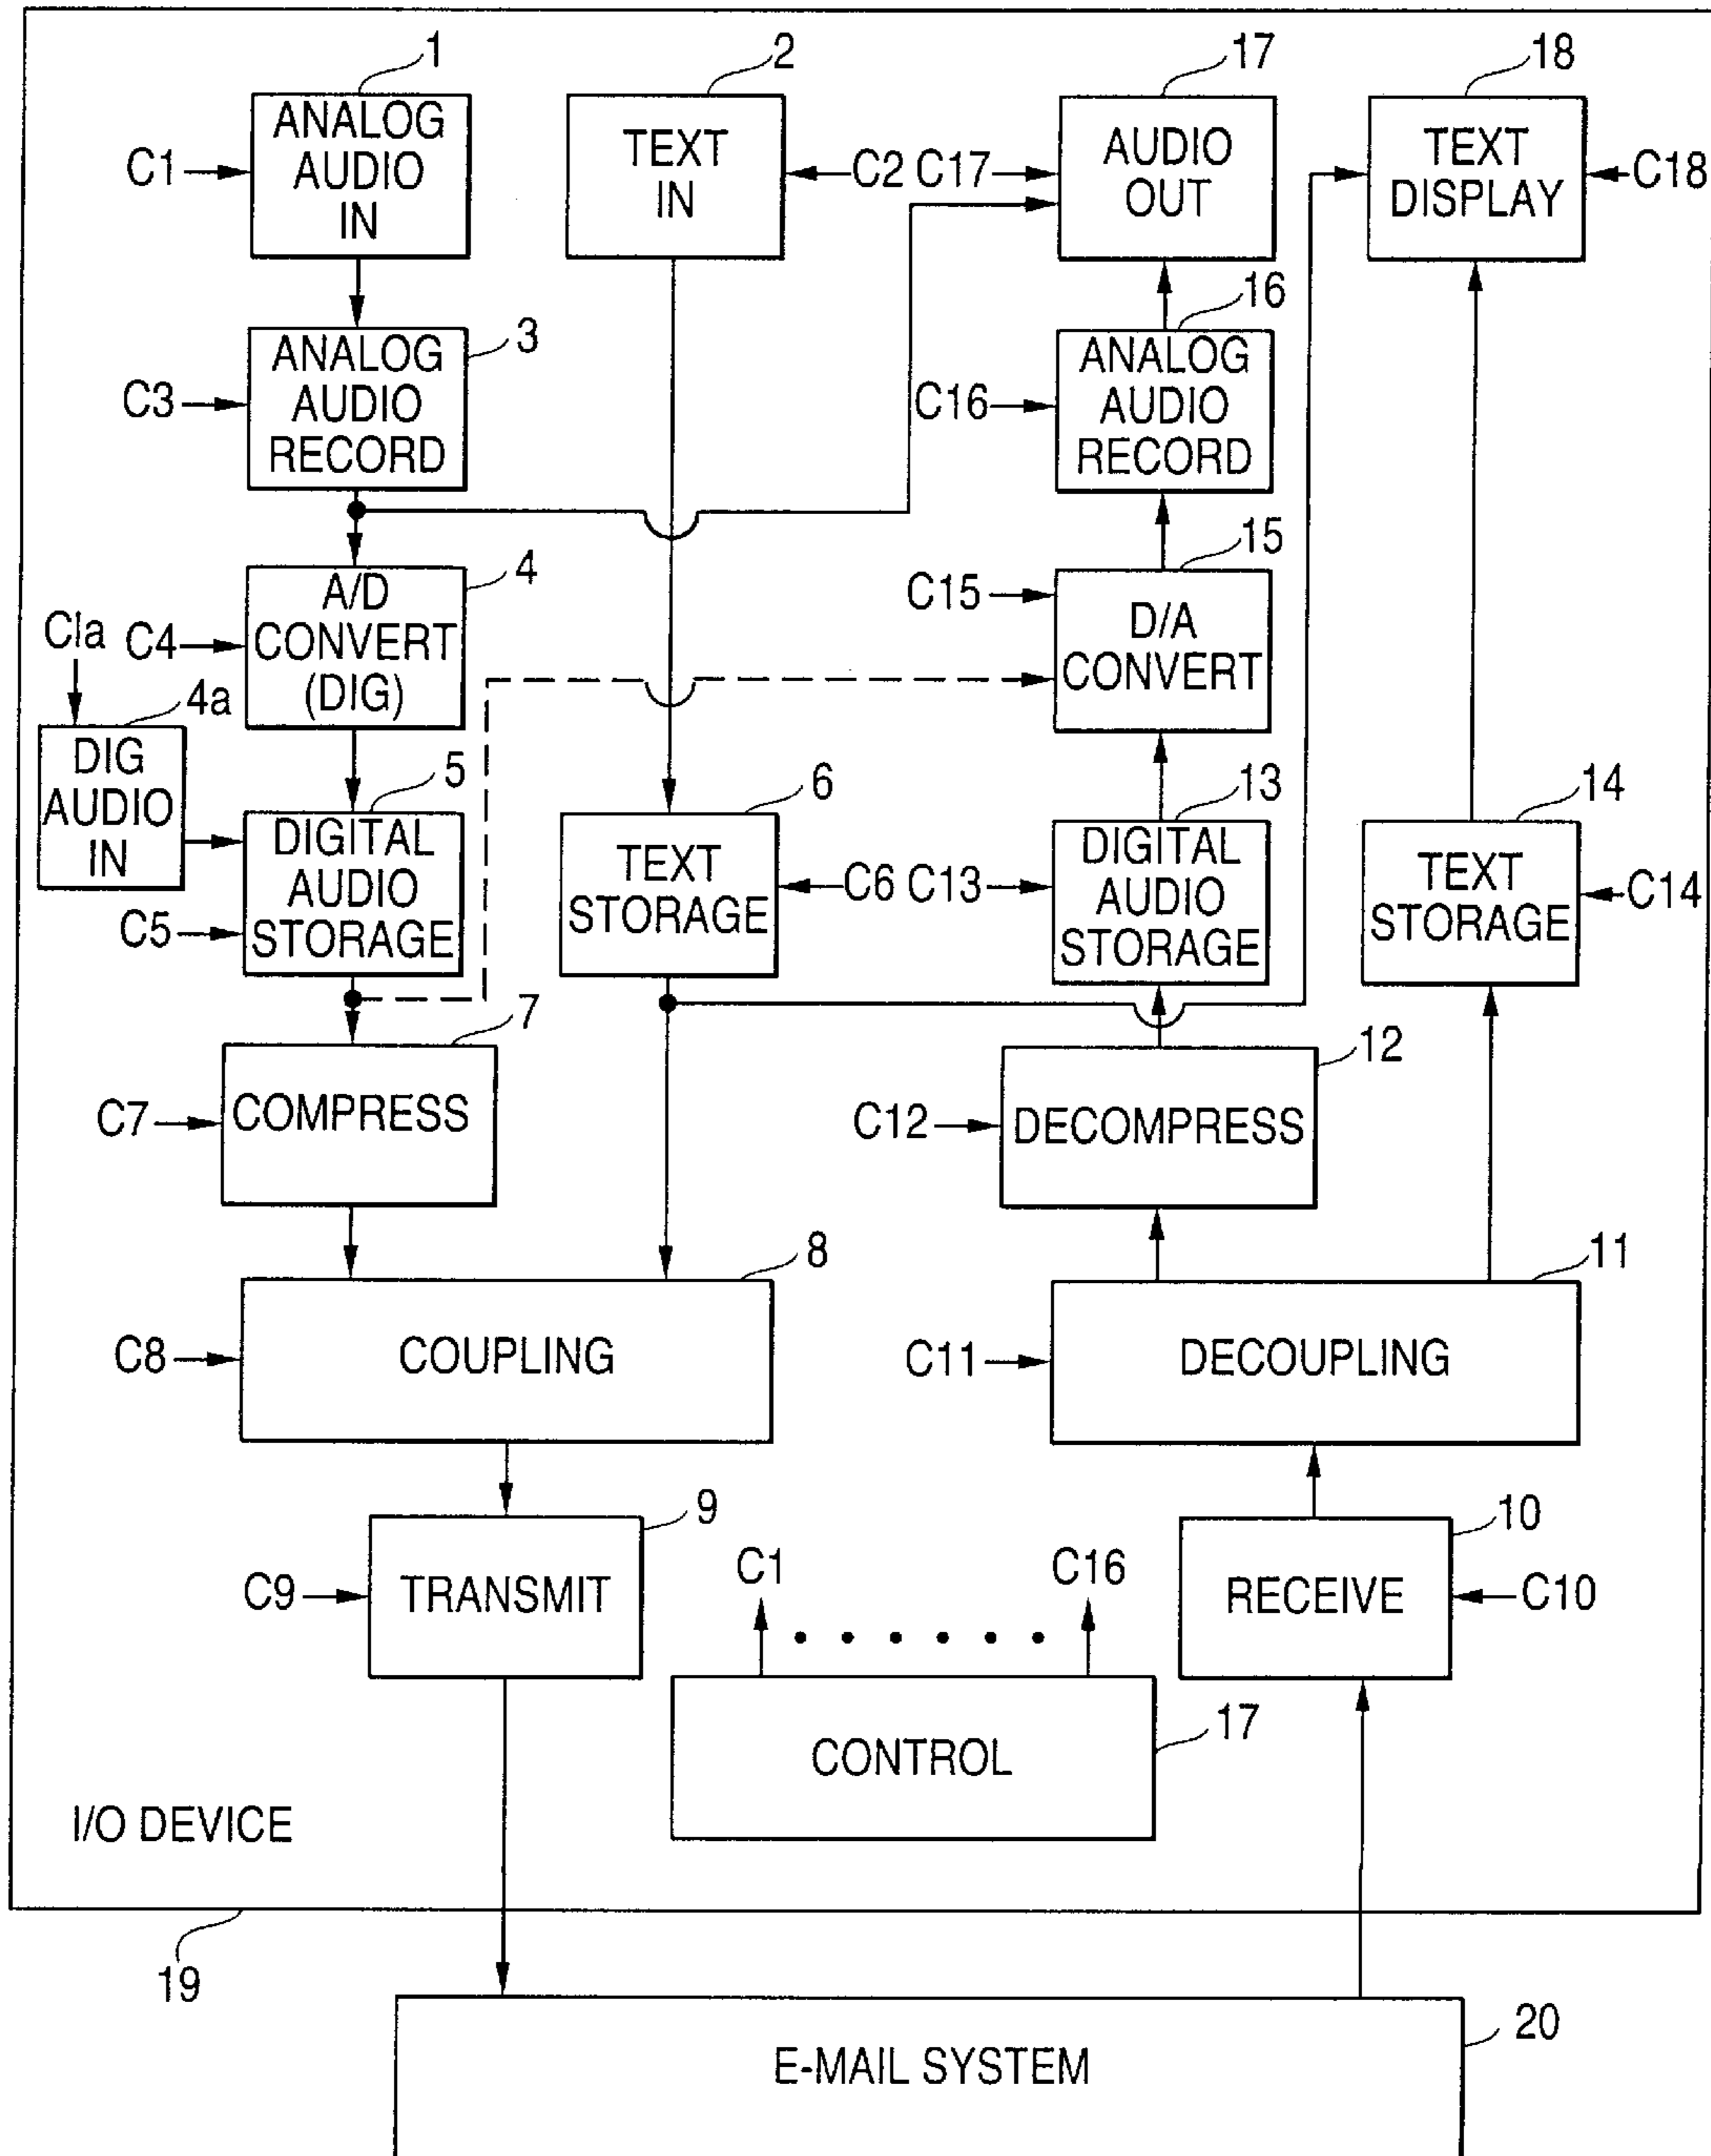 1
2
17
18
C1
ANALOG
AUDIO
IN
TEXT
IN
C2
C17
AUDIO
OUT
TEXT
DISPLAY
C18
3
16
C3
ANALOG
AUDIO
RECORD
C16
ANALOG
AUDIO
RECORD
4
15
C4
A/D
CONVERT
(DIG)
C15
D/A
CONVERT
CIa
4a
DIG
AUDIO
IN
5
6
13
14
DIGITAL
AUDIO
STORAGE
C5
TEXT
STORAGE
C6
C13
DIGITAL
AUDIO
STORAGE
TEXT
STORAGE
C14
7
12
C7
COMPRESS
C12
DECOMPRESS
8
11
C8
COUPLING
C11
DECOUPLING
9
10
C9
TRANSMIT
C1
C16
RECEIVE
C10
17
CONTROL
I/O DEVICE
19
20
E-MAIL SYSTEM